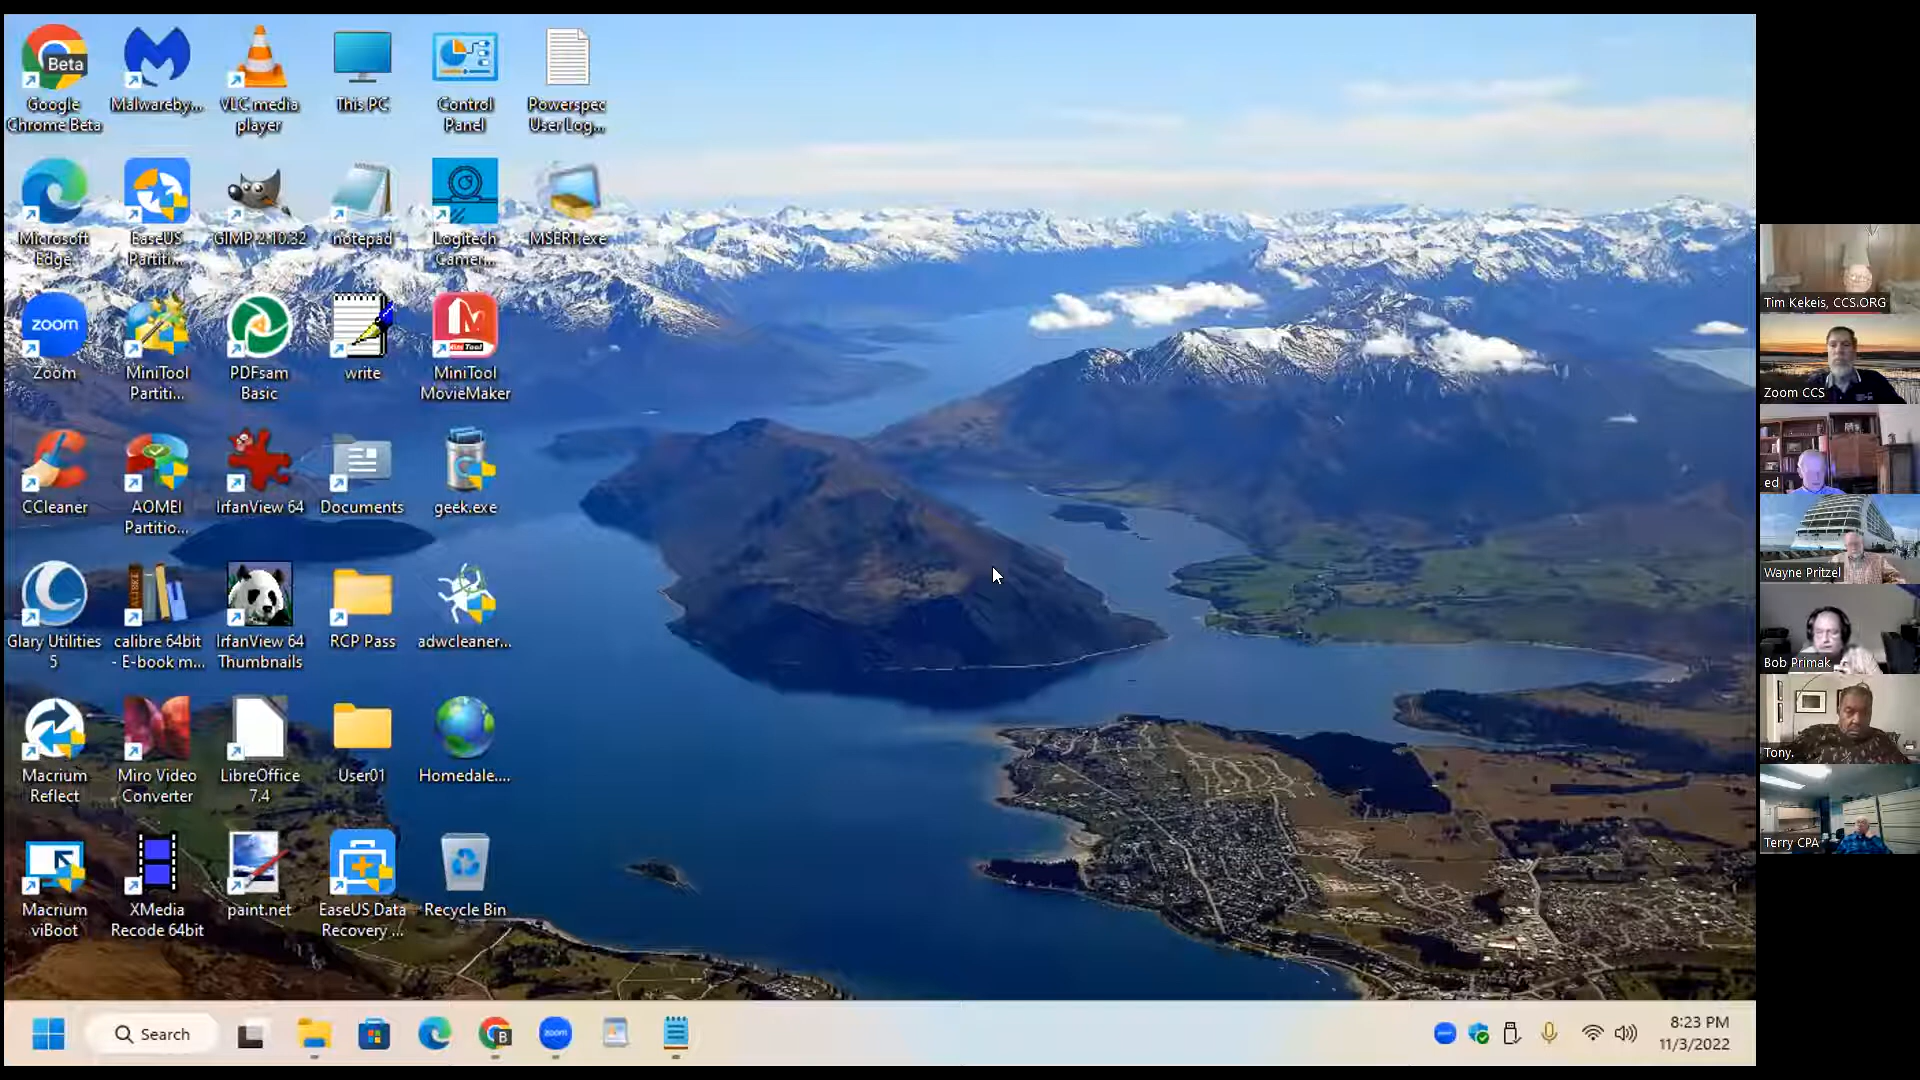 Beta
Google
Chrome Beta
Malwareby...
VLC media
player
This PC
Control
Panel
Powerspec
User Log...
Microsoft
Edge
EaseUS
Partiti...
GIMP 2.10.32
notepad
Logitech
Camer...
MSERT.exe
zoom
Zoom
MiniTool
Partiti...
PDFsam
Basic
write
Mini Tool
MiniTool
MovieMaker
CCleaner
AOMEI
Partitio...
IrfanView 64
Documents
geek.exe
Glary Utilities
5
calibre 64bit
- E-book m...
IrfanView 64
Thumbnails
RCP Pass
adwcleaner...
Macrium
Reflect
Miro Video
Converter
LibreOffice
7.4
User01
Homedale....
Macrium
viBoot
XMedia
Recode 64bit
paint.net
EaseUS Data
Recovery ...
Recycle Bin
Search
B
zoom
8:23 PM
11/3/2022
Tim Kekeis, CCS.ORG
Zoom CCS
ed
Wayne Pritzel
Bob Primak
Tony.
Terry CPA